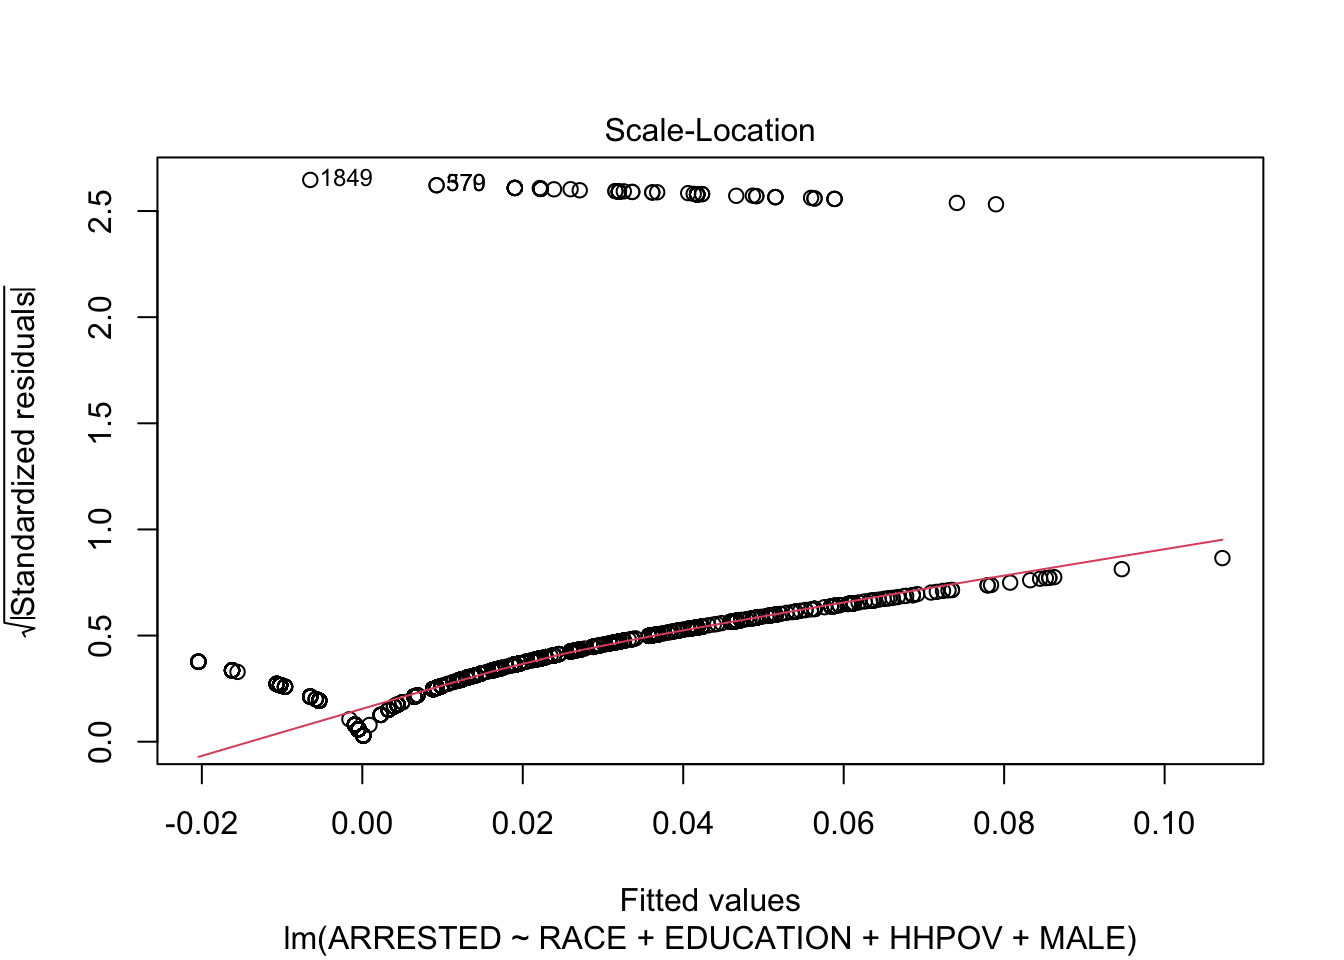 Scale-Location
√|Standardized residuals|
2.5
2.0
1.5
1.0
0.5
0.0
1849
579
-0.02 0.00 0.02 0.04 0.06 0.08 0.10
Fitted values
lm(ARRESTED ~ RACE + EDUCATION + HHPOV + MALE)